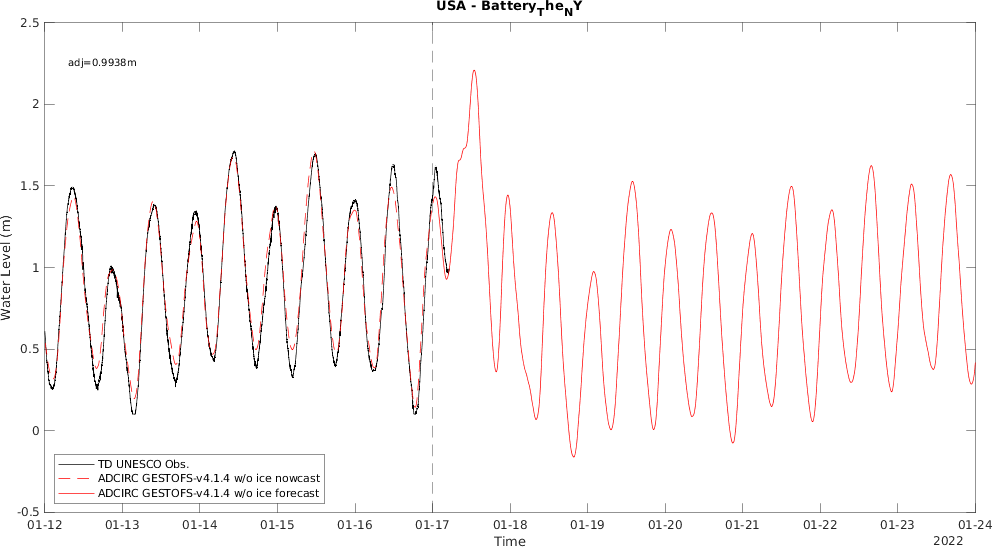 USA - Battery_The_NY
2.5
adj=0.9938m
2
1.5
1
0.5
0
-0.5
Water Level (m)
TD UNESCO Obs.
ADCIRC GESTOFS-v4.1.4 w/o ice nowcast
ADCIRC GESTOFS-v4.1.4 w/o ice forecast
01-12 01-13 01-14 01-15 01-16 01-17 01-18 01-19 01-20 01-21 01-22 01-23 01-24
Time
2022